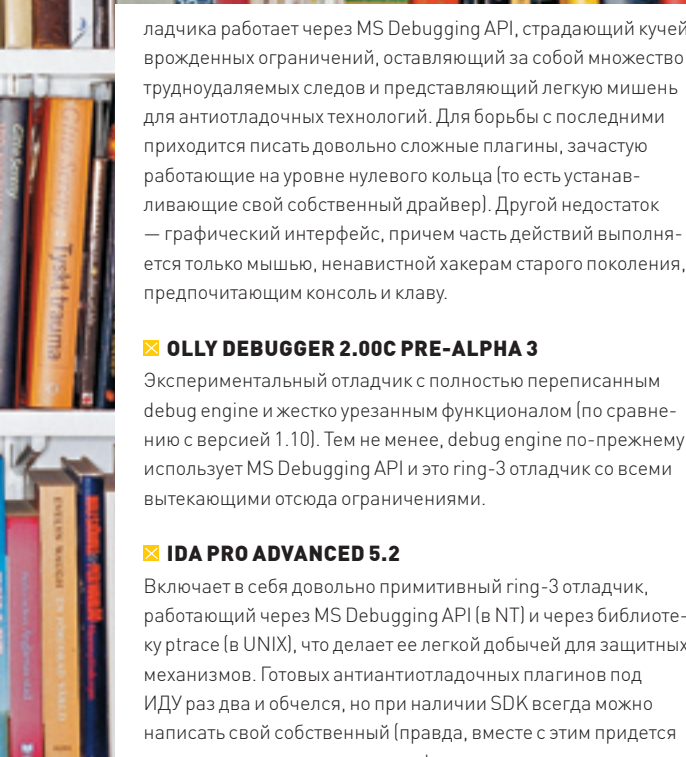 ладчика работает через MS Debugging API, страдающий кучей
врожденных ограничений, оставляющий за собой множество
трудноудаляемых следов и представляющий легкую мишень
для антиотладочных технологий. Для борьбы с последними
приходится писать довольно сложные плагины, зачастую
работающие на уровне нулевого кольца (то есть устанав-
ливающие свой собственный драйвер). Другой недостаток
— графический интерфейс, причем часть действий выполня-
ется только мышью, ненавистной хакерам старого поколения,
предпочитающим консоль и клаву.
OLLY DEBUGGER 2.00C PRE-ALPHA 3
Экспериментальный отладчик с полностью переписанным
debug engine и жестко урезанным функционалом (по сравне-
нию с версией 1.10). Тем не менее, debug engine по-прежнему
использует MS Debugging API и это ring-3 отладчик со всеми
вытекающими отсюда ограничениями.
IDA PRO ADVANCED 5.2
Включает в себя довольно примитивный ring-3 отладчик,
работающий через MS Debugging API (в NT) и через библиоте-
ку ptrace (в UNIX), что делает ее легкой добычей для защитных
механизмов. Готовых антиантиотладочных плагинов под
ИДУ раз два и обчелся, но при наличии SDK всегда можно
написать свой собственный (правда, вместе с этим придется
Tyskt trauma